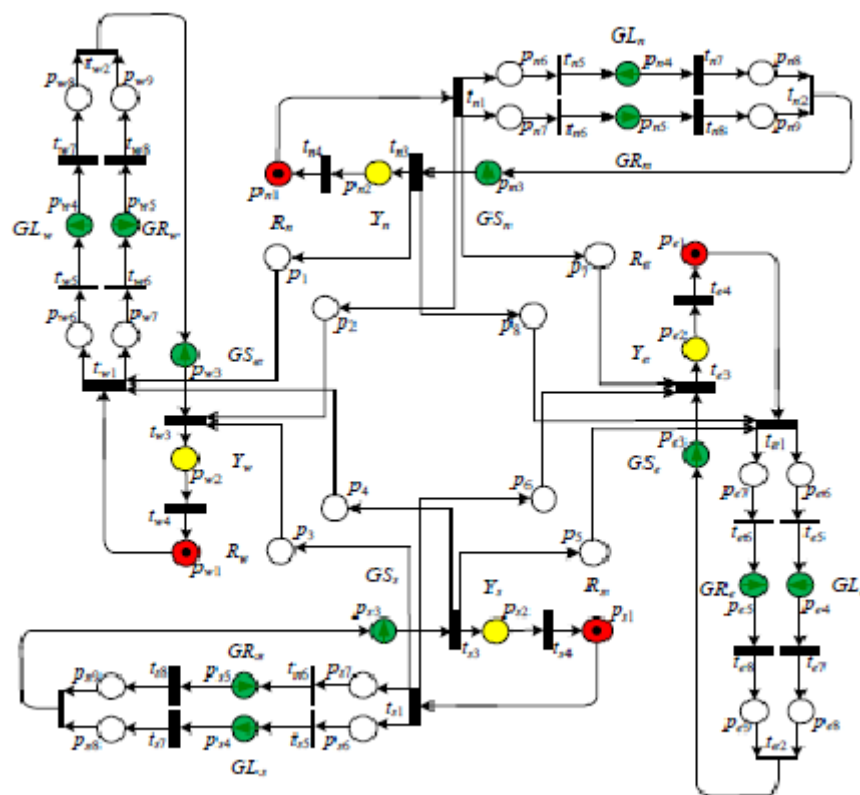 GLn
pn6 tn5 pn4 tn7 pn8
tn1 tn2
pn7 tn6 pn5 tn8 pn9
GRm
tw2
pw8 pw9
tw7 tw8
pw4 pw5
GLw GRw
tw5 tw6
pw6 pw7
tw1
tn4 tn3
pn1 pn2 pm3
Rn Yn GSn
p1 p7
p2 p8
pe1
Re
te4
pe2
Ye
te3
pe3
GSe
GSw
pw3
tw3
pw2
Yw
tw4
pw1
Rw
p4 p6
p3 p5
te1
pe7 pe6
te6 te5
GRe GL
pe5 pe4
te8 te7
pe9 pe8
te2
GSs Ys Rm
ps3 ps2 ps1
ts3 ts4
GRs
ps9 ts8 ps5 ts6 ps7
ts1
ps8 ts7 ps4 ts5 ps6
GLs